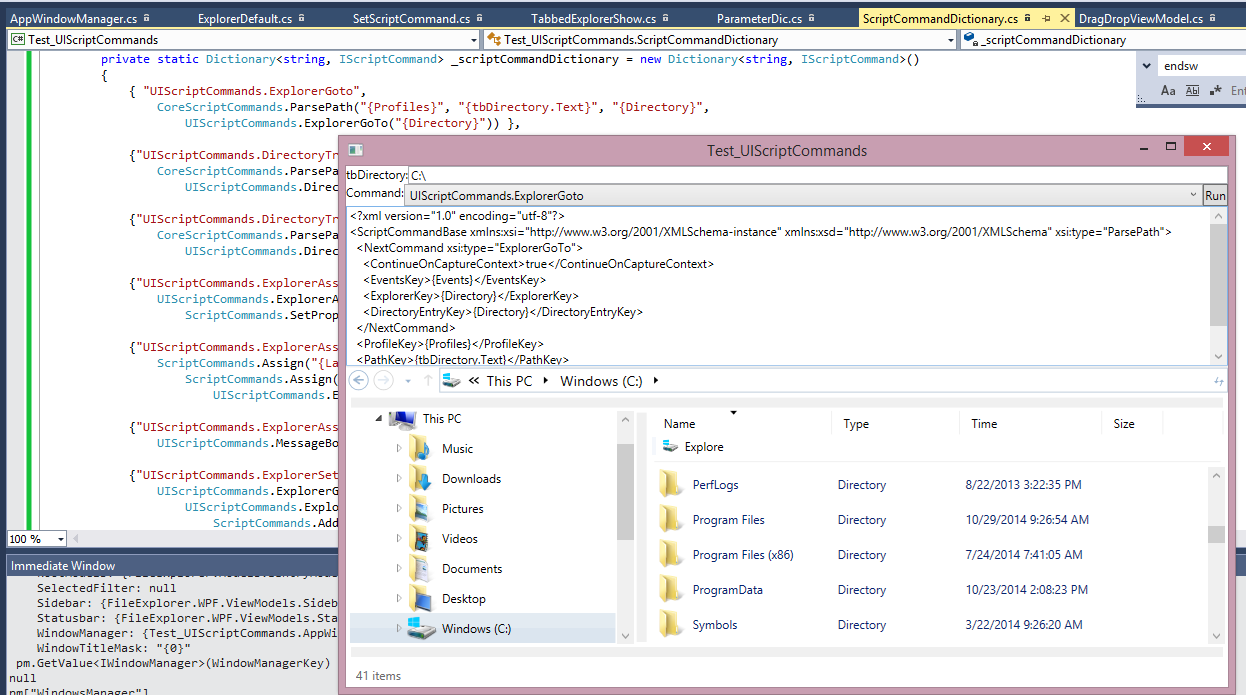 AppWindowManager.cs ExplorerDefault.cs SetScriptCommand.cs TabbedExplorerShow.cs ParameterDic.cs ScriptCommandDictionary.cs DragDropViewModel.cs
C# Test_UIScriptCommands Test_UIScriptCommands.ScriptCommandDictionary _scriptCommandDictionary
private static Dictionary<string, IScriptCommand> _scriptCommandDictionary = new Dictionary<string, IScriptCommand>()
{
{ "UIScriptCommands.ExplorerGoto",
CoreScriptCommands.ParsePath("{Profiles}", "{tbDirectory.Text}", "{Directory}",
UIScriptCommands.ExplorerGoTo("{Directory}")) },
{"UIScriptCommands.DirectoryTr
CoreScriptCommands.ParsePa
UIScriptCommands.Direc
{"UIScriptCommands.DirectoryTr
CoreScriptCommands.ParsePa
UIScriptCommands.Direc
{"UIScriptCommands.ExplorerAss
UIScriptCommands.ExplorerA
ScriptCommands.SetProp
{"UIScriptCommands.ExplorerAss
ScriptCommands.Assign("{La
ScriptCommands.Assign(
UIScriptCommands.E
{"UIScriptCommands.ExplorerAss
UIScriptCommands.MessageBo
{"UIScriptCommands.ExplorerSet
UIScriptCommands.ExplorerG
UIScriptCommands.Explo
ScriptCommands.Add
100 %
endsw
Aa Ab .* Ent
Test_UIScriptCommands
tbDirectory: C:\
Command: UIScriptCommands.ExplorerGoto Run
<?xml version="1.0" encoding="utf-8"?>
<ScriptCommandBase xmlns:xsi="http://www.w3.org/2001/XMLSchema-instance" xmlns:xsd="http://www.w3.org/2001/XMLSchema" xsi:type="ParsePath">
<NextCommand xsi:type="ExplorerGoTo">
<ContinueOnCaptureContext>true</ContinueOnCaptureContext>
<EventsKey>{Events}</EventsKey>
<ExplorerKey>{Directory}</ExplorerKey>
<DirectoryEntryKey>{Directory}</DirectoryEntryKey>
</NextCommand>
<ProfileKey>{Profiles}</ProfileKey>
<PathKey>{tbDirectory.Text}</PathKey>
« This PC Windows (C:)
This PC
Music
Downloads
Pictures
Videos
Documents
Desktop
Windows (C:)
Name Type Time Size
Explore
PerfLogs Directory 8/22/2013 3:22:35 PM
Program Files Directory 10/29/2014 9:26:54 AM
Program Files (x86) Directory 7/24/2014 7:41:05 AM
ProgramData Directory 10/23/2014 2:08:23 PM
Symbols Directory 3/22/2014 9:26:20 AM
41 items
Immediate Window
SelectedFilter: null
Sidebar: {FileExplorer.WPF.ViewModels.Sideb
Statusbar: {FileExplorer.WPF.ViewModels.Sta
WindowManager: {Test_UIScriptCommands.AppWi
WindowTitleMask: "{0}"
pm.GetValue<IWindowManager>(WindowManagerKey)
null
pm["WindowsManager"]